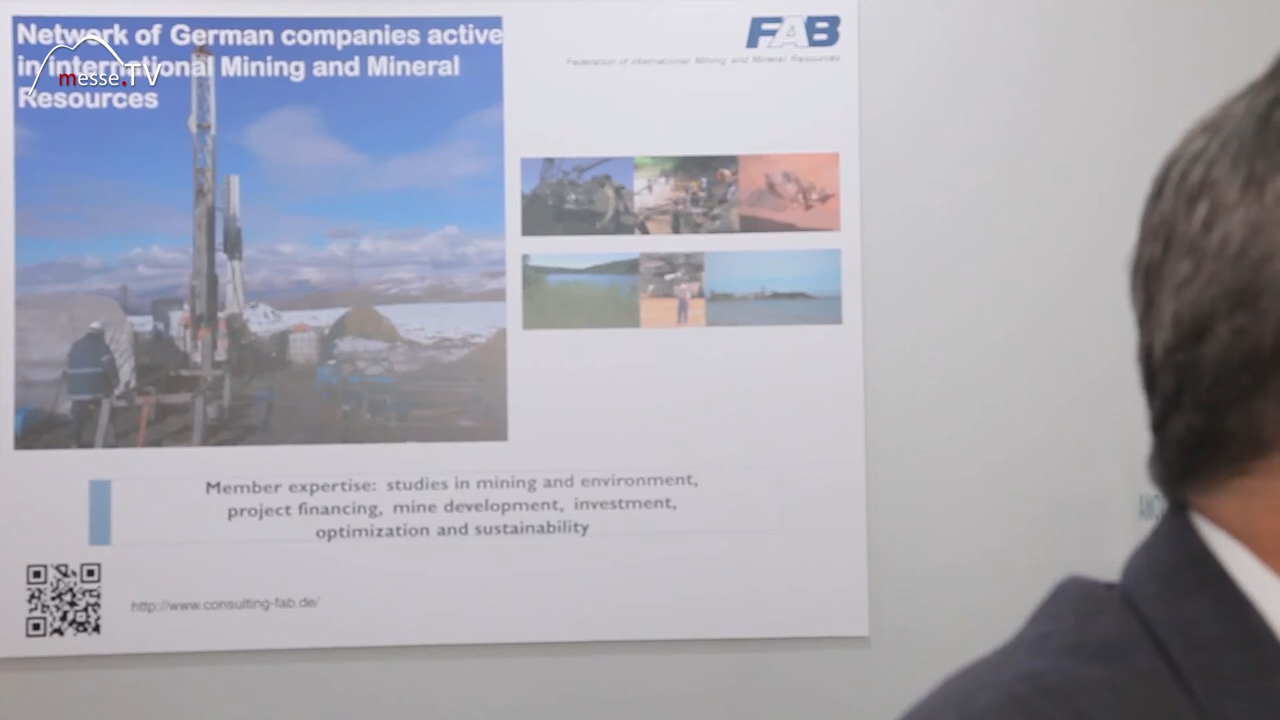 Network of German companies active
in international Mining and Mineral
Resources
messe.TV
FAB
Federation of International Mining and Mineral Resources
Member expertise: studies in mining and environment,
project financing, mine development, investment,
optimization and sustainability
http://www.consulting-fab.de/